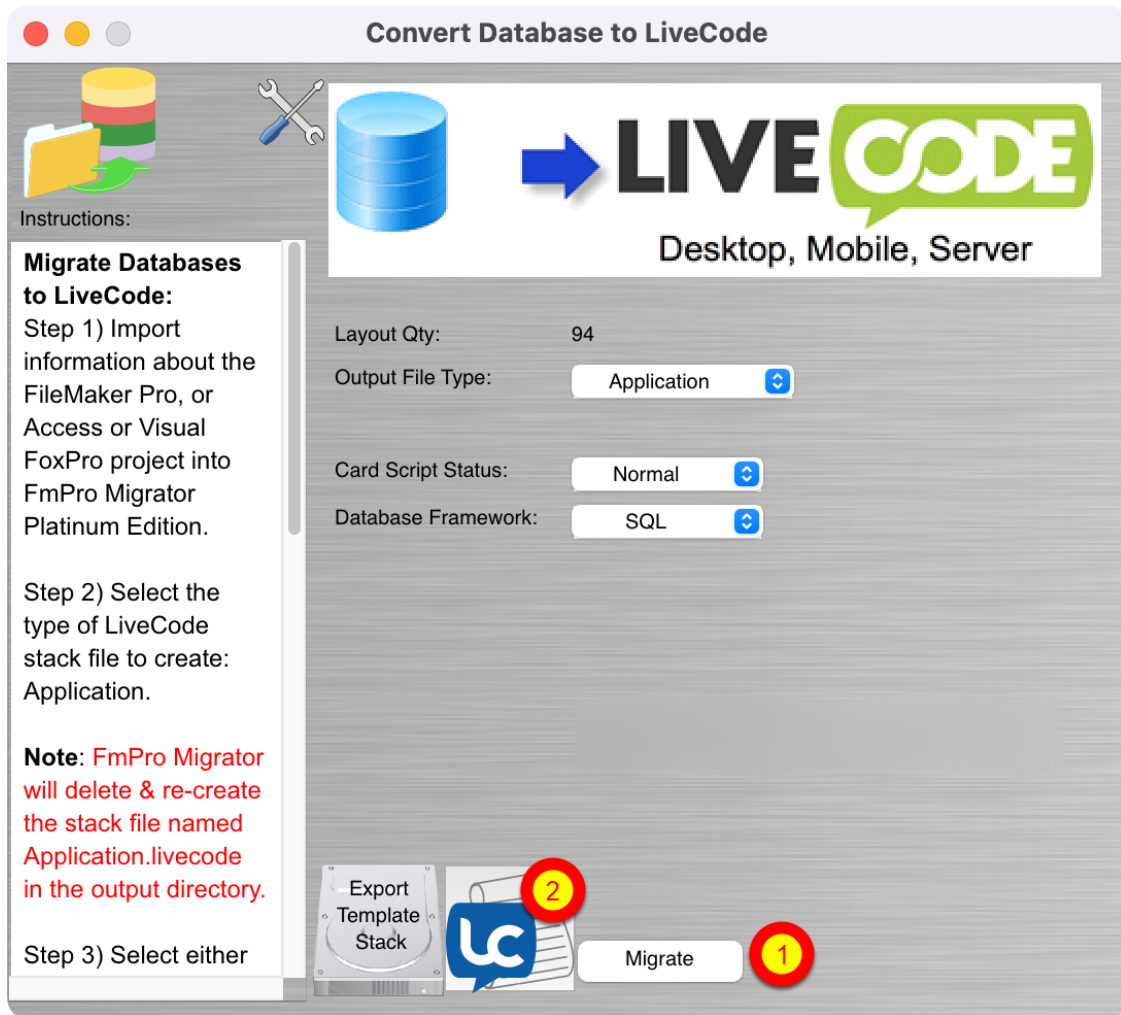 Convert Database to LiveCode
LIVE CODE
Desktop, Mobile, Server
Instructions:
Migrate Databases
to LiveCode:
Step 1) Import
information about the
FileMaker Pro, or
Access or Visual
FoxPro project into
FmPro Migrator
Platinum Edition.
Step 2) Select the
type of LiveCode
stack file to create:
Application.
Note: FmPro Migrator
will delete & re-create
the stack file named
Application.livecode
in the output directory.
Step 3) Select either
Layout Qty: 94
Output File Type: Application
Card Script Status: Normal
Database Framework: SQL
Export
Template
Stack
lc
2
Migrate
1